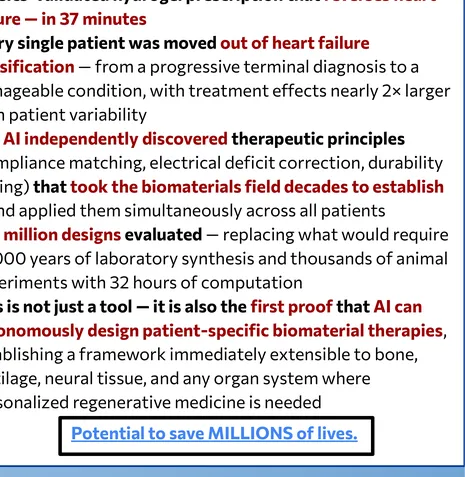 validated hydrogel prescription that reverses heart
ure — in 37 minutes
ry single patient was moved out of heart failure
sification — from a progressive terminal diagnosis to a
nageable condition, with treatment effects nearly 2× larger
n patient variability
AI independently discovered therapeutic principles
mpliance matching, electrical deficit correction, durability
ing) that took the biomaterials field decades to establish
nd applied them simultaneously across all patients
million designs evaluated — replacing what would require
000 years of laboratory synthesis and thousands of animal
eriments with 32 hours of computation
s is not just a tool — it is also the first proof that AI can
onomously design patient-specific biomaterial therapies,
ablishing a framework immediately extensible to bone,
ilage, neural tissue, and any organ system where
sonalized regenerative medicine is needed
Potential to save MILLIONS of lives.